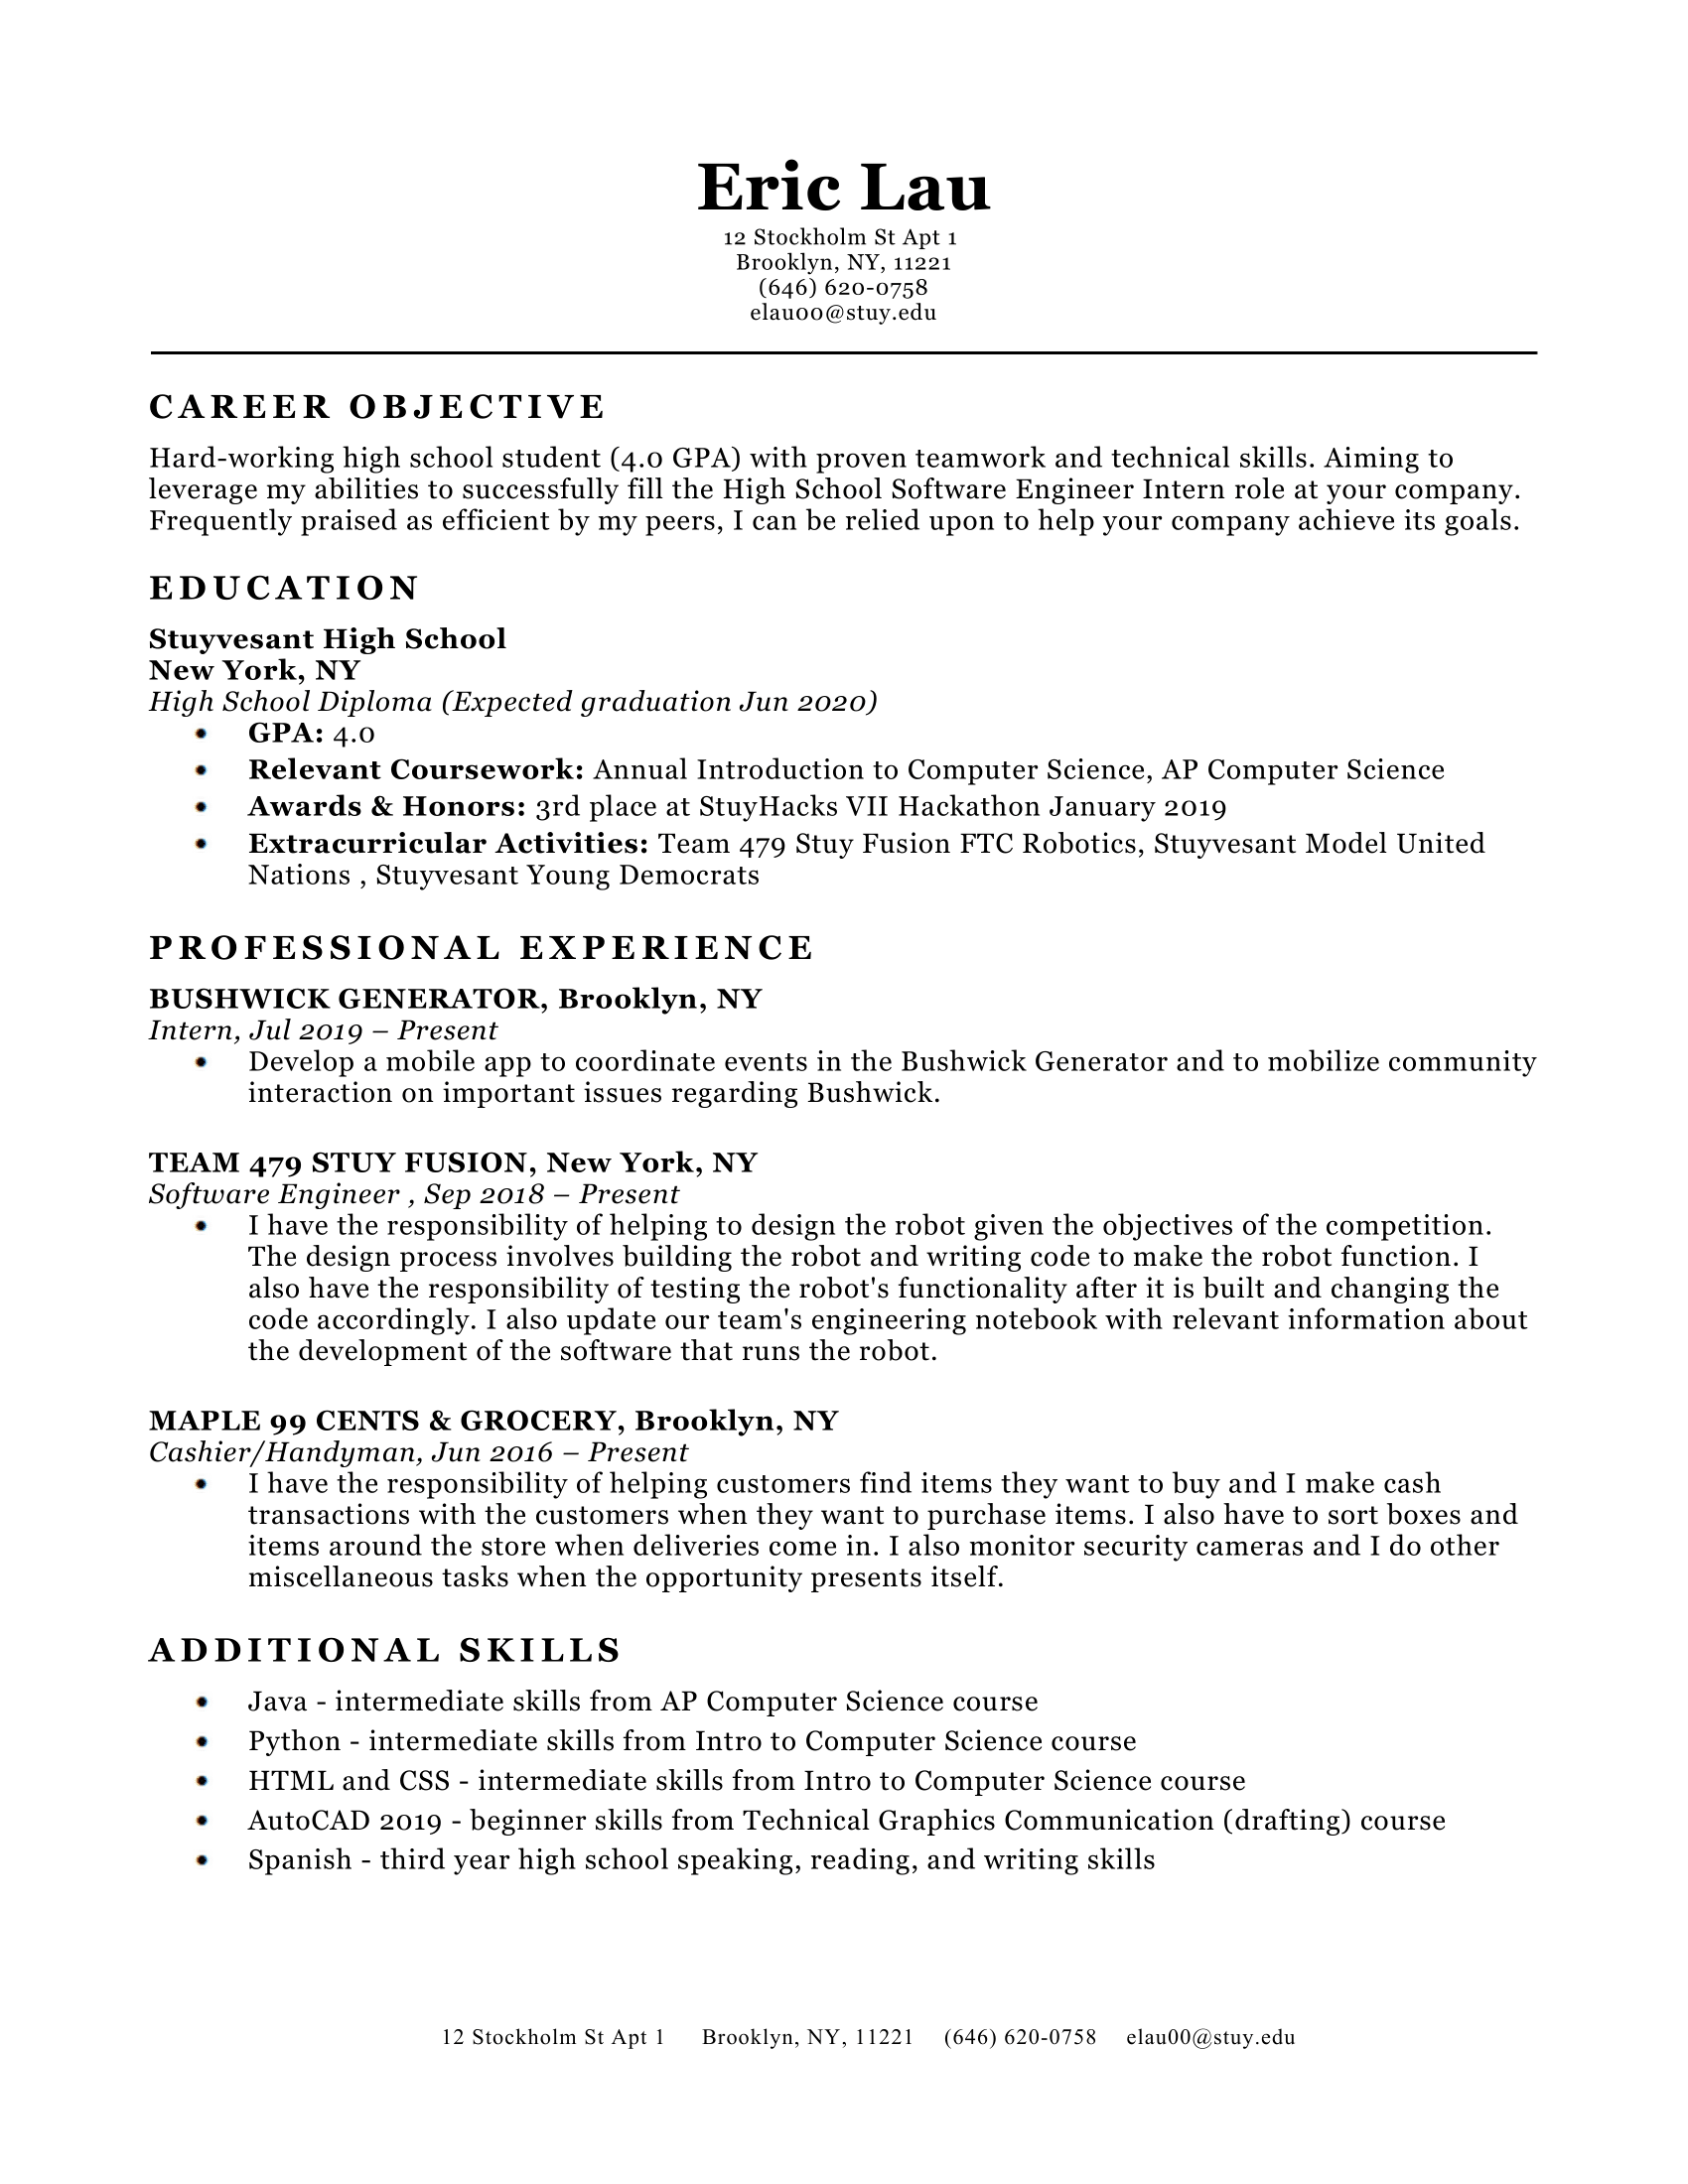 Eric Lau
12 Stockholm St Apt 1
Brooklyn, NY, 11221
(646) 620-0758
elau00@stuy.edu
CAREER OBJECTIVE
Hard-working high school student (4.0 GPA) with proven teamwork and technical skills. Aiming to
leverage my abilities to successfully fill the High School Software Engineer Intern role at your company.
Frequently praised as efficient by my peers, I can be relied upon to help your company achieve its goals.
EDUCATION
Stuyvesant High School
New York, NY
High School Diploma (Expected graduation Jun 2020)
• GPA: 4.0
• Relevant Coursework: Annual Introduction to Computer Science, AP Computer Science
• Awards & Honors: 3rd place at StuyHacks VII Hackathon January 2019
• Extracurricular Activities: Team 479 Stuy Fusion FTC Robotics, Stuyvesant Model United
Nations , Stuyvesant Young Democrats
PROFESSIONAL EXPERIENCE
BUSHWICK GENERATOR, Brooklyn, NY
Intern, Jul 2019 – Present
• Develop a mobile app to coordinate events in the Bushwick Generator and to mobilize community
interaction on important issues regarding Bushwick.
TEAM 479 STUY FUSION, New York, NY
Software Engineer , Sep 2018 – Present
• I have the responsibility of helping to design the robot given the objectives of the competition.
The design process involves building the robot and writing code to make the robot function. I
also have the responsibility of testing the robot's functionality after it is built and changing the
code accordingly. I also update our team's engineering notebook with relevant information about
the development of the software that runs the robot.
MAPLE 99 CENTS & GROCERY, Brooklyn, NY
Cashier/Handyman, Jun 2016 – Present
• I have the responsibility of helping customers find items they want to buy and I make cash
transactions with the customers when they want to purchase items. I also have to sort boxes and
items around the store when deliveries come in. I also monitor security cameras and I do other
miscellaneous tasks when the opportunity presents itself.
ADDITIONAL SKILLS
• Java - intermediate skills from AP Computer Science course
• Python - intermediate skills from Intro to Computer Science course
• HTML and CSS - intermediate skills from Intro to Computer Science course
• AutoCAD 2019 - beginner skills from Technical Graphics Communication (drafting) course
• Spanish - third year high school speaking, reading, and writing skills
12 Stockholm St Apt 1 Brooklyn, NY, 11221 (646) 620-0758 elau00@stuy.edu